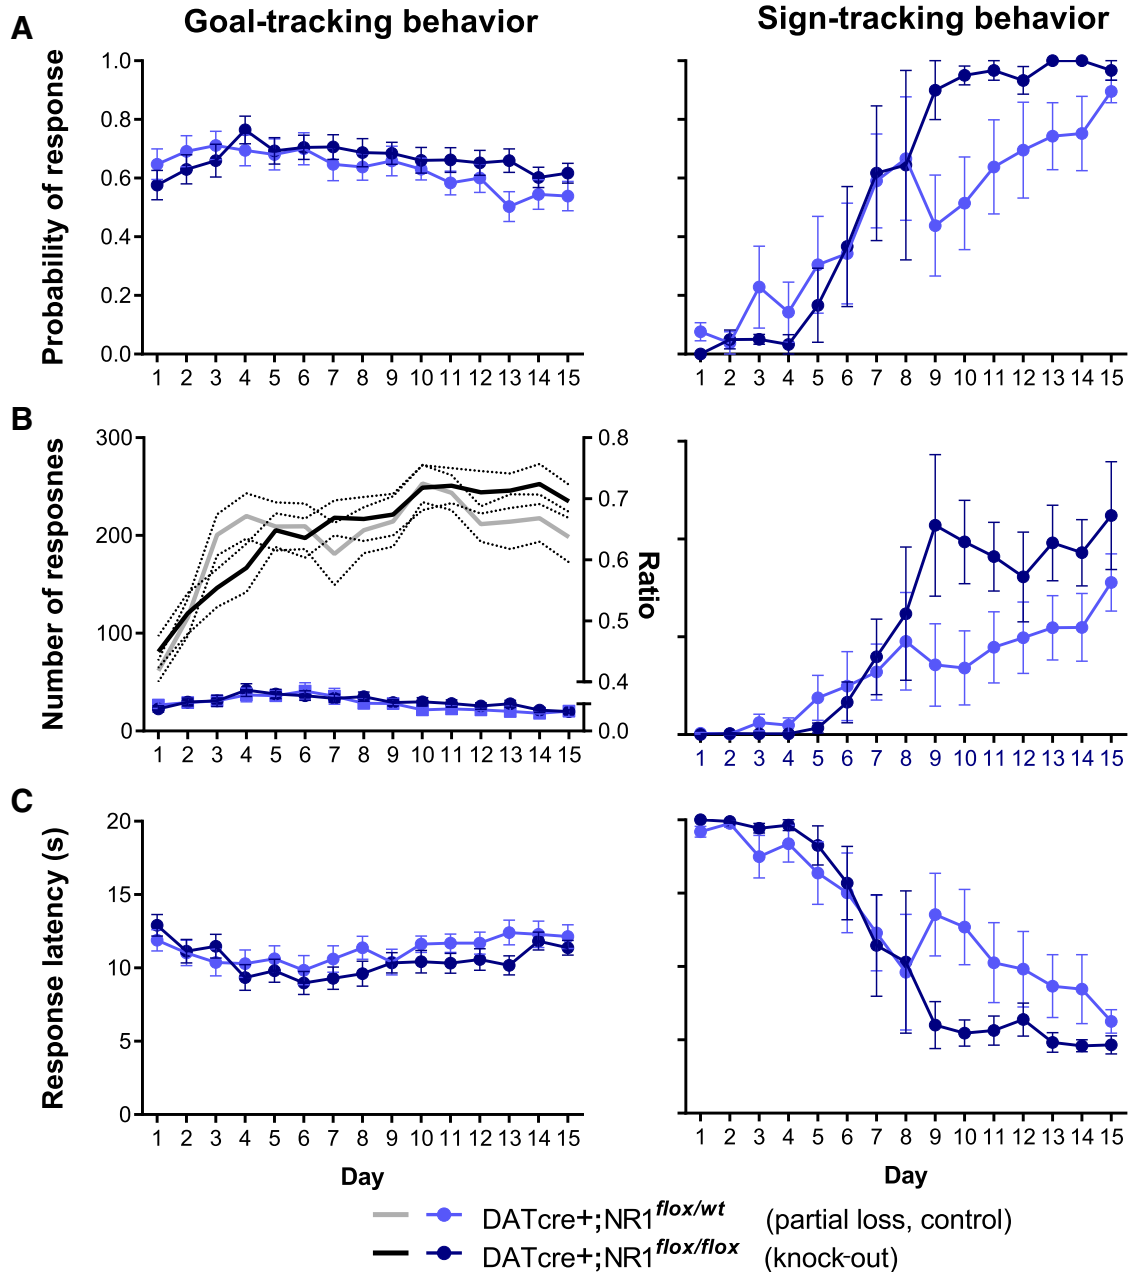 Goal-tracking behavior
Sign-tracking behavior
A
Probability of response
1.0
0.8
0.6
0.4
0.2
0.0
1 2 3 4 5 6 7 8 9 10 11 12 13 14 15
1 2 3 4 5 6 7 8 9 10 11 12 13 14 15
B
Number of resposnes
300
200
100
0
0.8
0.7
0.6
0.5
0.4
0.0
Ratio
1 2 3 4 5 6 7 8 9 10 11 12 13 14 15
1 2 3 4 5 6 7 8 9 10 11 12 13 14 15
C
Response latency (s)
20
15
10
5
0
1 2 3 4 5 6 7 8 9 10 11 12 13 14 15
1 2 3 4 5 6 7 8 9 10 11 12 13 14 15
Day
Day
DATcre+;NR1flox/wt (partial loss, control)
DATcre+;NR1flox/flox (knock-out)